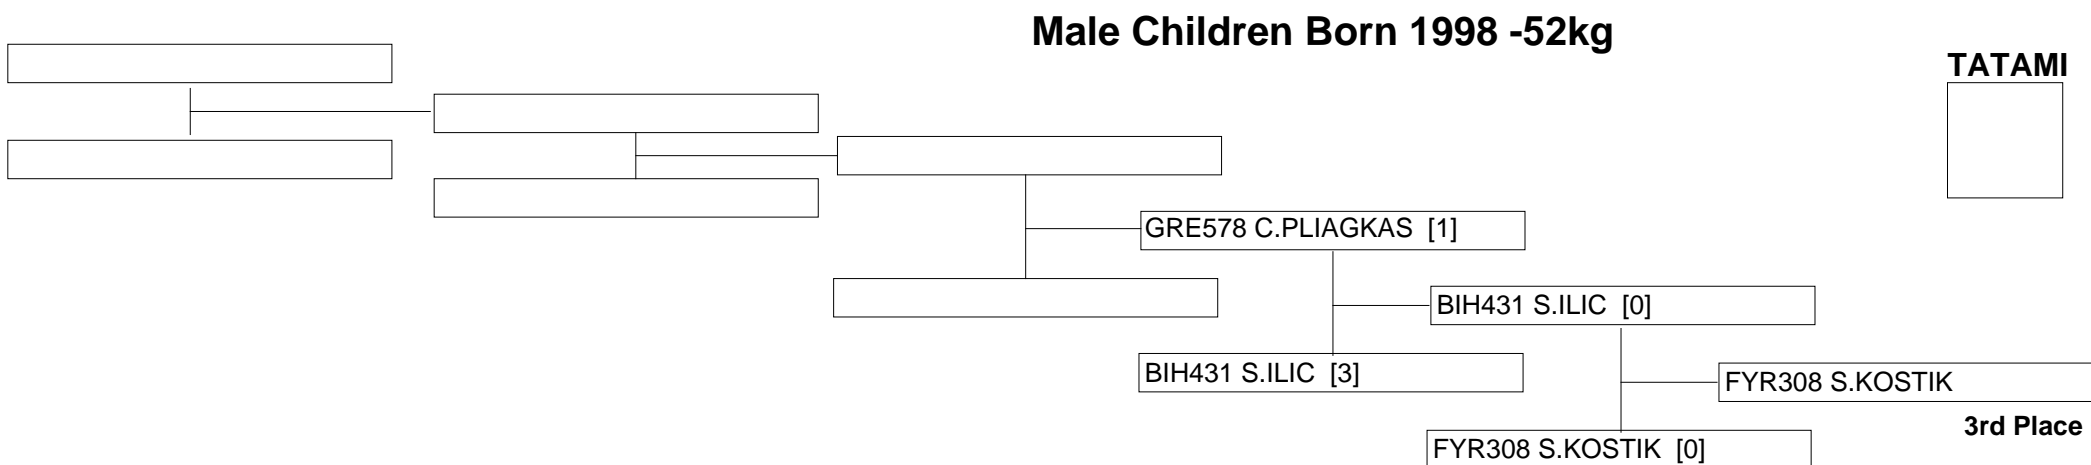 Male Children Born 1998 -52kg
TATAMI
GRE578 C.PLIAGKAS [1]
BIH431 S.ILIC [0]
BIH431 S.ILIC [3]
FYR308 S.KOSTIK
3rd Place
FYR308 S.KOSTIK [0]